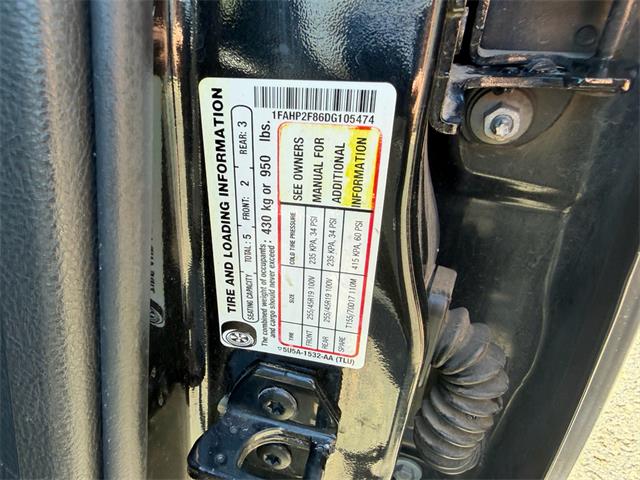 1FAHP2F86DG105474
TIRE AND LOADING INFORMATION
SEATING CAPACITY TOTAL: 5 FRONT: 2 REAR: 3
The combined weight of occupants and cargo should never exceed : 430 kg or 950 lbs.
TIRE SIZE COLD TIRE PRESSURE
FRONT 255/45R19 100V 235 KPA, 34 PSI
REAR 255/45R19 100V 235 KPA, 34 PSI
SPARE T155/70D17 110M 415 KPA, 60 PSI
SEE OWNERS
MANUAL FOR
ADDITIONAL
INFORMATION
5U5A-1532-AA (TLU)